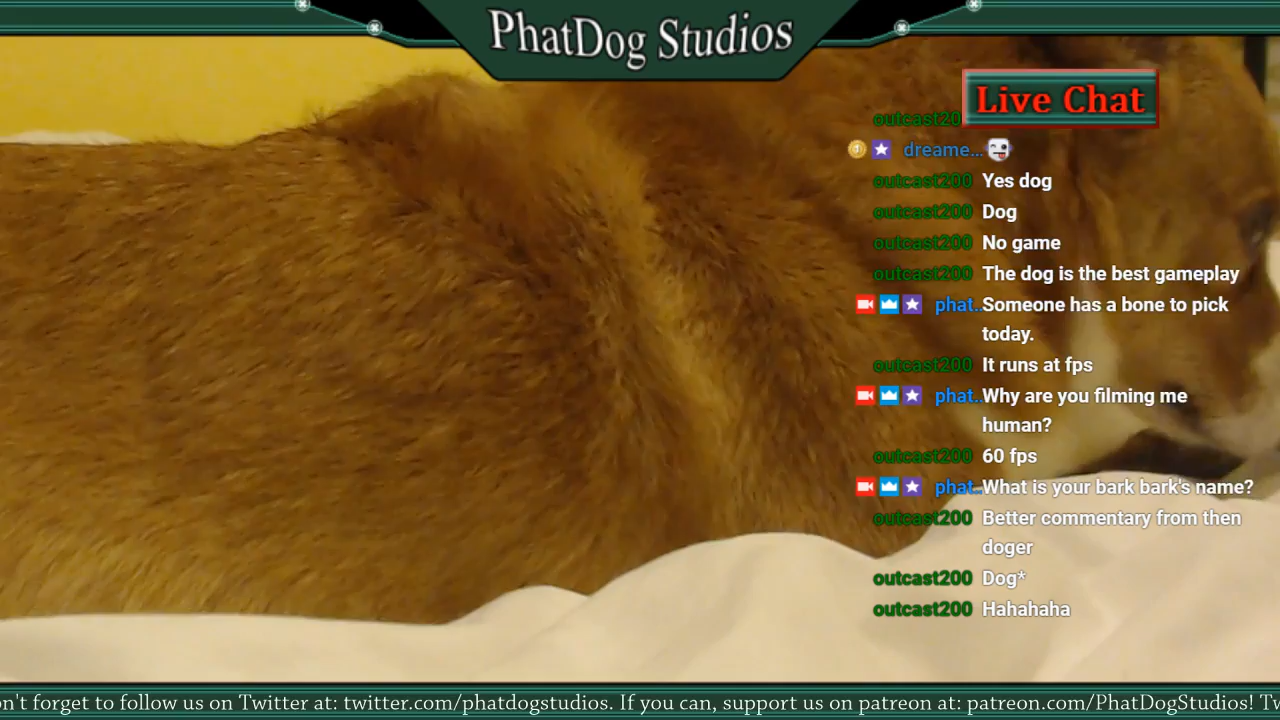 PhatDog Studios
Live Chat
outcast20
dreame...
outcast200 Yes dog
outcast200 Dog
outcast200 No game
outcast200 The dog is the best gameplay
phat.. Someone has a bone to pick
today.
outcast200 It runs at fps
phat.. Why are you filming me
human?
outcast200 60 fps
phat.. What is your bark bark's name?
outcast200 Better commentary from then
doger
outcast200 Dog*
outcast200 Hahahaha
n't forget to follow us on Twitter at: twitter.com/phatdogstudios. If you can, support us on patreon at: patreon.com/PhatDogStudios! Tw